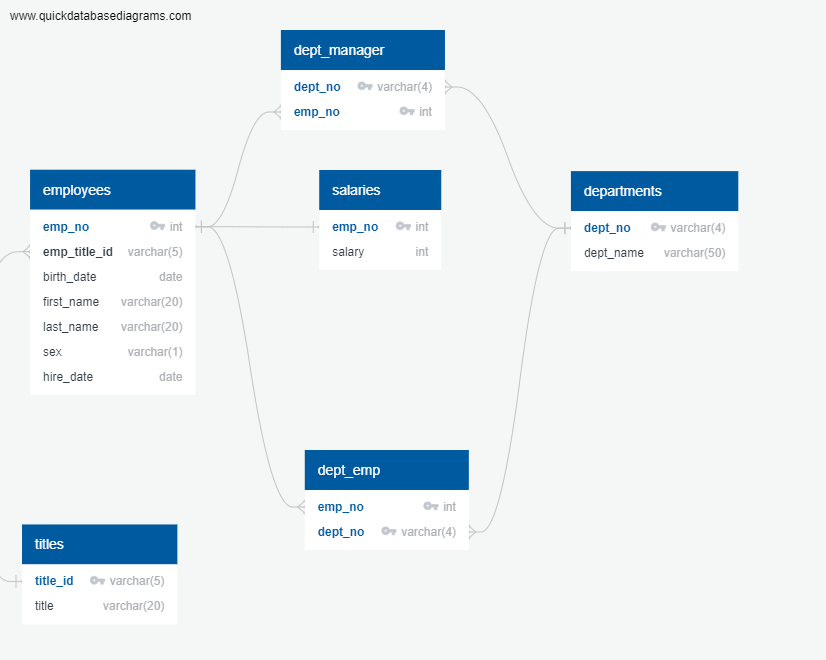 www.quickdatabasediagrams.com
dept_manager
dept_no varchar(4)
emp_no int
employees
emp_no int
emp_title_id varchar(5)
birth_date date
first_name varchar(20)
last_name varchar(20)
sex varchar(1)
hire_date date
salaries
emp_no int
salary int
departments
dept_no varchar(4)
dept_name varchar(50)
dept_emp
emp_no int
dept_no varchar(4)
titles
title_id varchar(5)
title varchar(20)